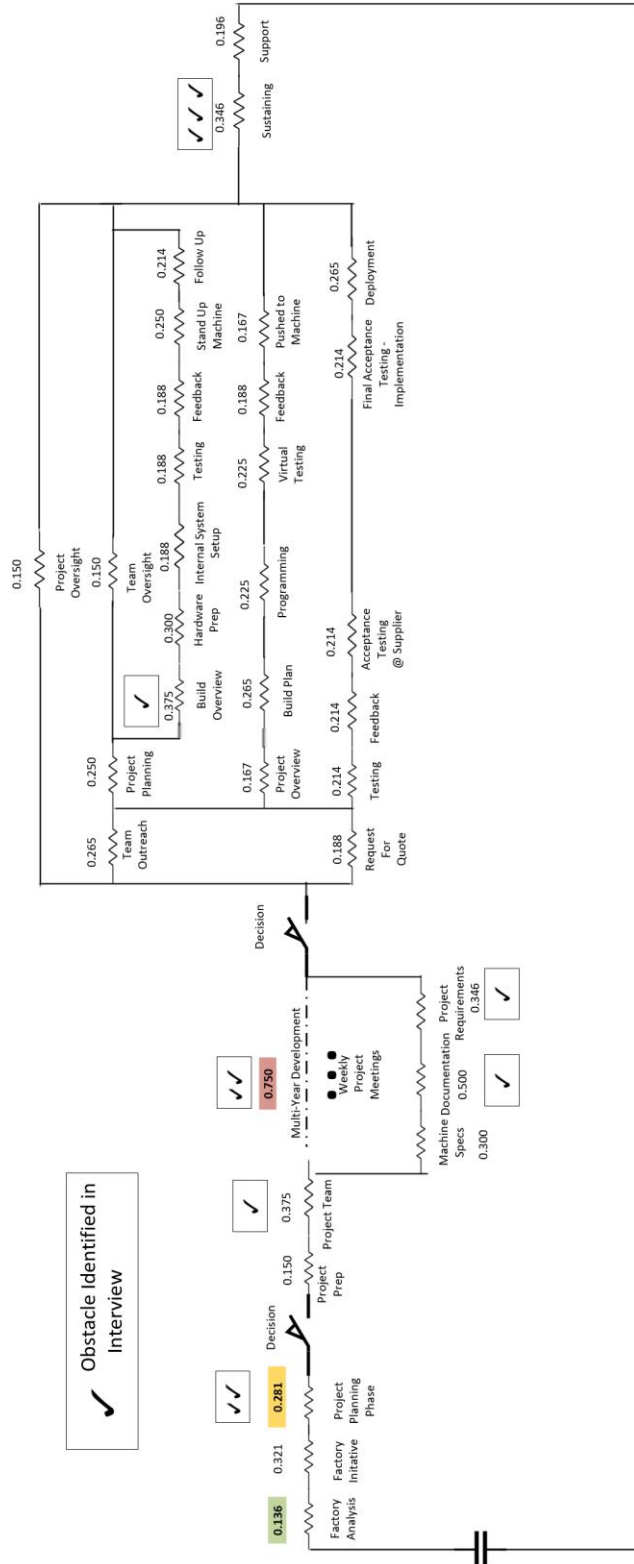 ✓ Obstacle Identified in
Interview
0.136
Factory
Analysis
0.321
Factory
Initative
✓✓
0.281
Project
Planning
Phase
Decision
0.150
Project
Prep
✓
0.375
Project Team
✓✓
0.750
Multi-Year Development
Weekly
Project
Meetings
Machine
Specs
0.300
Documentation
0.500
✓
Project
Requirements
0.346
✓
Decision
0.150
Project
Oversight
0.265
Team
Outreach
0.250
Project
Planning
0.150
Team
Oversight
✓
0.375
Build
Overview
0.300
Hardware
Prep
0.188
Internal System
Setup
0.188
Testing
0.188
Feedback
0.250
Stand Up
Machine
0.214
Follow Up
0.167
Project
Overview
0.265
Build Plan
0.225
Programming
0.225
Virtual
Testing
0.188
Feedback
0.167
Pushed to
Machine
0.188
Request
For
Quote
0.214
Testing
0.214
Feedback
0.214
Acceptance
Testing
@ Supplier
0.214
Final Acceptance
Testing -
Implementation
0.265
Deployment
✓✓✓
0.346
Sustaining
0.196
Support